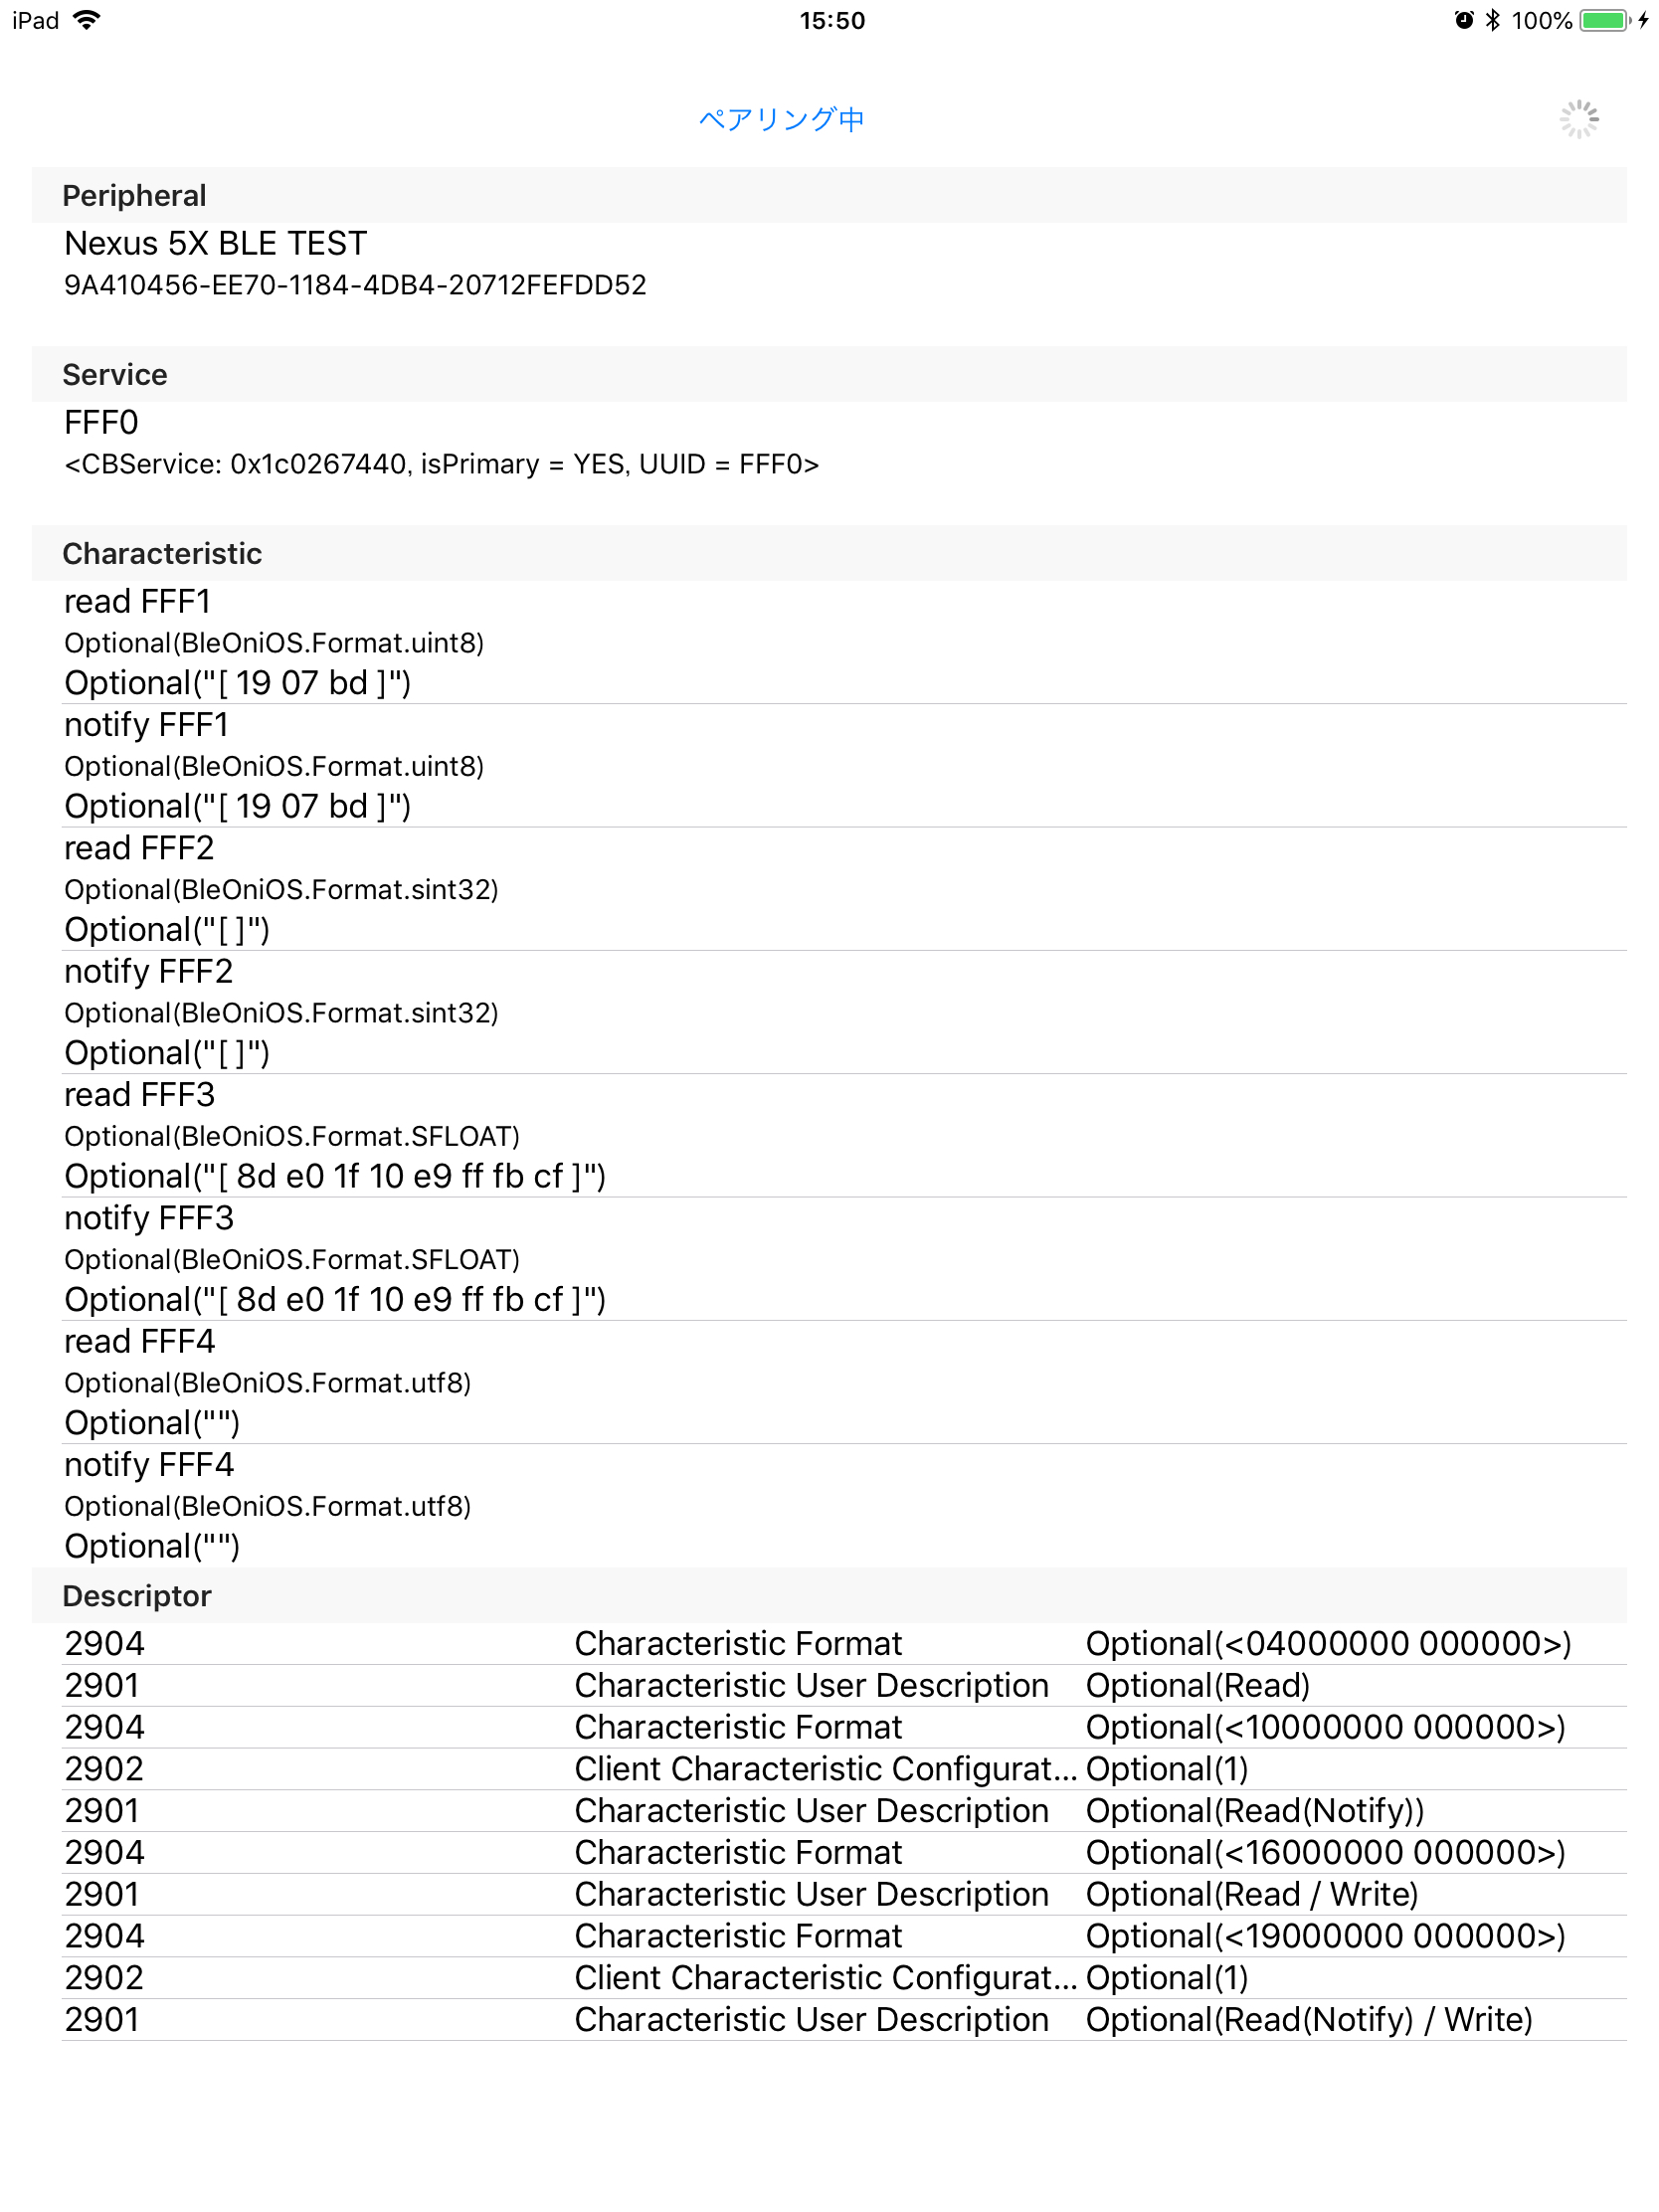 iPad 15:50 100%
ペアリング中
Peripheral
Nexus 5X BLE TEST
9A410456-EE70-1184-4DB4-20712FEFDD52
Service
FFF0
<CBService: 0x1c0267440, isPrimary = YES, UUID = FFF0>
Characteristic
read FFF1
Optional(BleOniOS.Format.uint8)
Optional("[ 19 07 bd ]")
notify FFF1
Optional(BleOniOS.Format.uint8)
Optional("[ 19 07 bd ]")
read FFF2
Optional(BleOniOS.Format.sint32)
Optional("[ ]")
notify FFF2
Optional(BleOniOS.Format.sint32)
Optional("[ ]")
read FFF3
Optional(BleOniOS.Format.SFLOAT)
Optional("[ 8d e0 1f 10 e9 ff fb cf ]")
notify FFF3
Optional(BleOniOS.Format.SFLOAT)
Optional("[ 8d e0 1f 10 e9 ff fb cf ]")
read FFF4
Optional(BleOniOS.Format.utf8)
Optional("")
notify FFF4
Optional(BleOniOS.Format.utf8)
Optional("")
Descriptor
2904 Characteristic Format Optional(<04000000 000000>)
2901 Characteristic User Description Optional(Read)
2904 Characteristic Format Optional(<10000000 000000>)
2902 Client Characteristic Configurat... Optional(1)
2901 Characteristic User Description Optional(Read(Notify))
2904 Characteristic Format Optional(<16000000 000000>)
2901 Characteristic User Description Optional(Read / Write)
2904 Characteristic Format Optional(<19000000 000000>)
2902 Client Characteristic Configurat... Optional(1)
2901 Characteristic User Description Optional(Read(Notify) / Write)